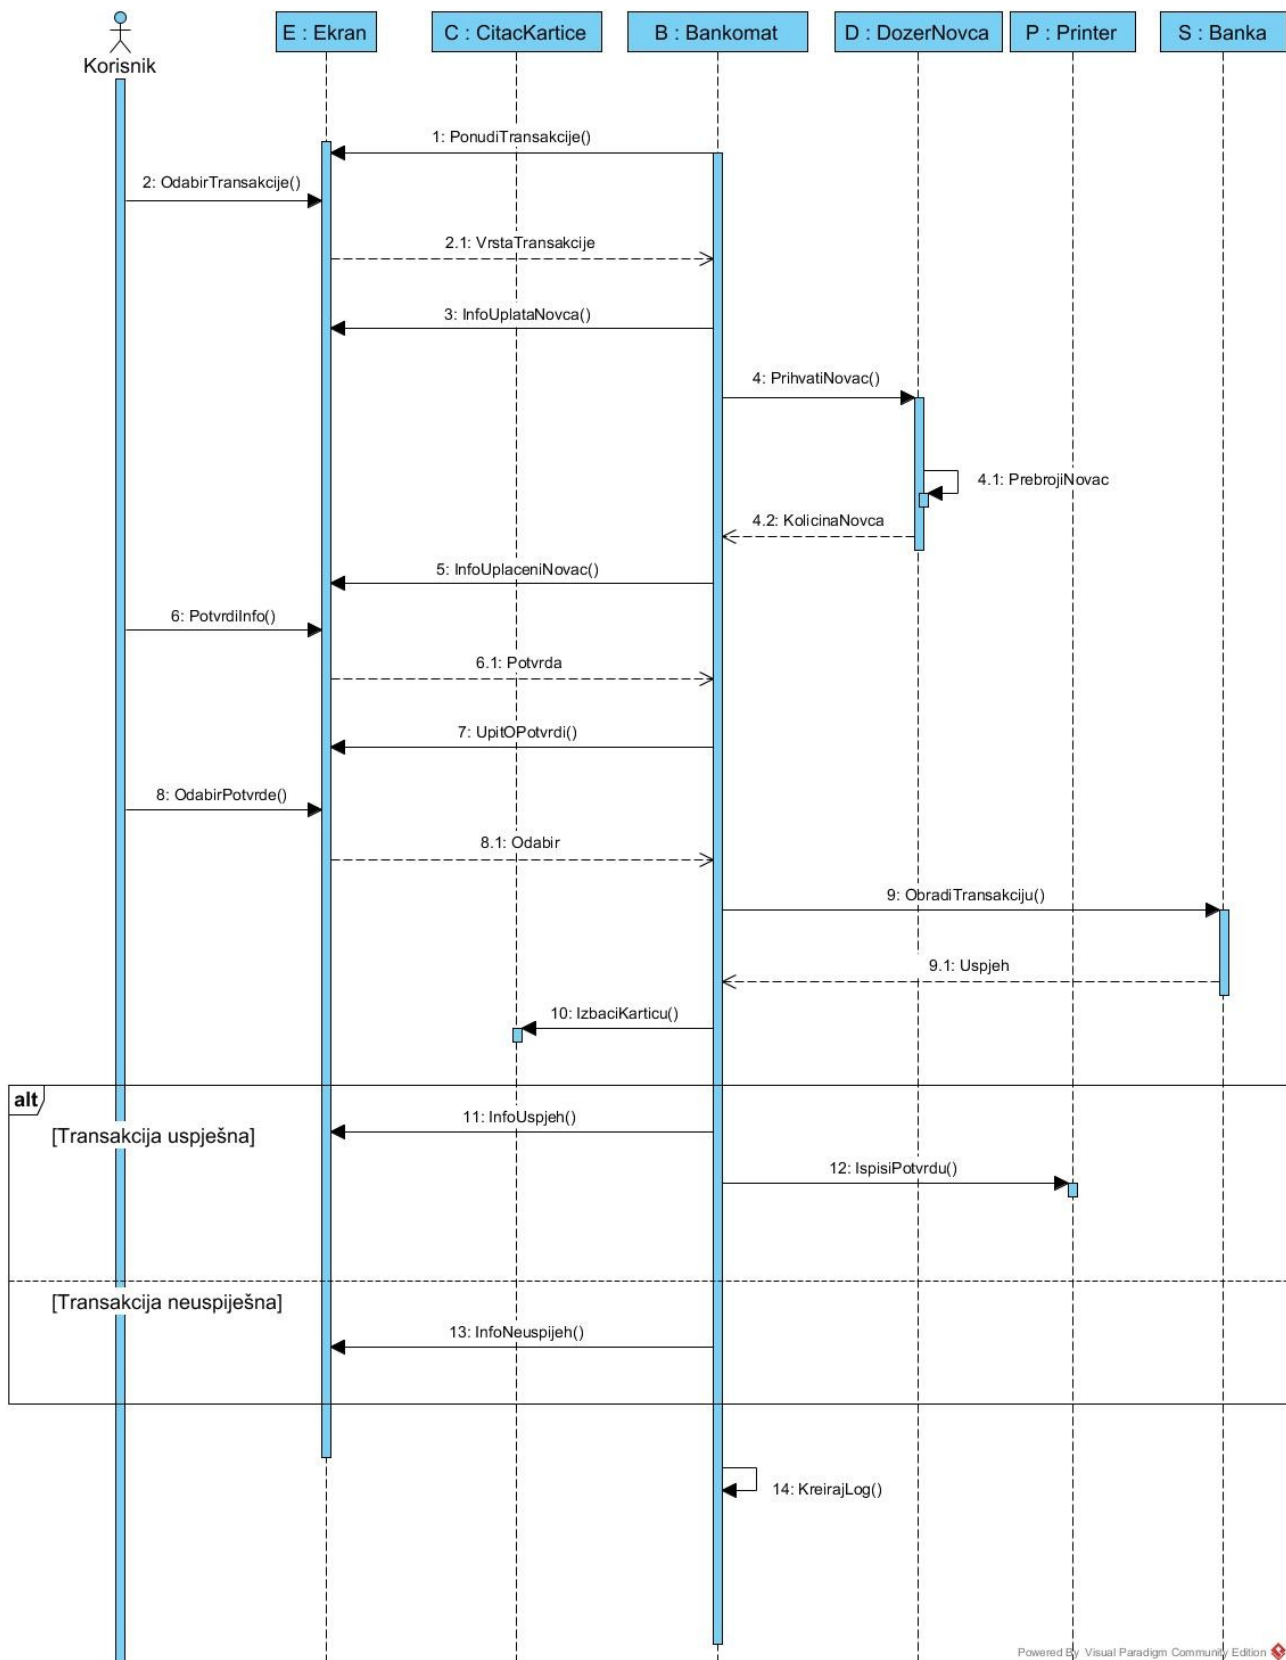 Korisnik
E : Ekran
C : CitacKartice
B : Bankomat
D : DozerNovca
P : Printer
S : Banka
1: PonudiTransakcije()
2: OdabirTransakcije()
2.1: VrstaTransakcije
3: InfoUplataNovca()
4: PrihvatiNovac()
4.1: PrebrojiNovac
4.2: KolicinaNovca
5: InfoUplaceniNovac()
6: PotvrdiInfo()
6.1: Potvrda
7: UpitOPotvrdi()
8: OdabirPotvrde()
8.1: Odabir
9: ObradiTransakciju()
9.1: Uspjeh
10: IzbaciKarticu()
alt
[Transakcija uspješna]
11: InfoUspjeh()
12: IspisiPotvrdu()
[Transakcija neuspiješna]
13: InfoNeuspijeh()
14: KreirajLog()
Powered By Visual Paradigm Community Edition